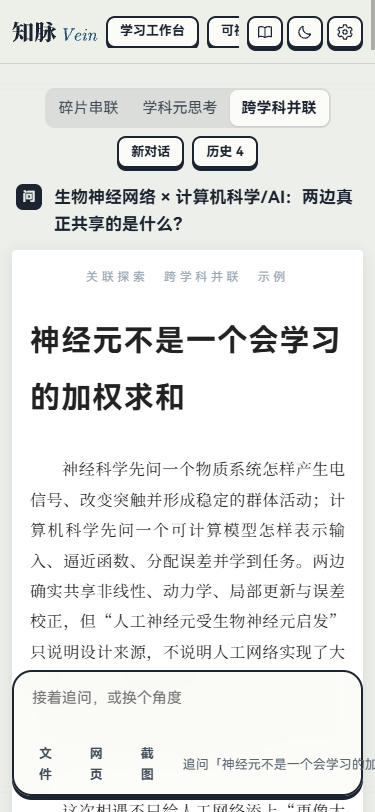 知脉 Vein 学习工作台
碎片串联 学科元思考 跨学科并联
新对话 历史 4
问 生物神经网络 × 计算机科学/AI：两边真
正共享的是什么？
关联探索 跨学科并联 示例
神经元不是一个会学习
的加权求和
神经科学先问一个物质系统怎样产生电
信号、改变突触并形成稳定的群体活动；计
算机科学先问一个可计算模型怎样表示输
入、逼近函数、分配误差并学到任务。两边
确实共享非线性、动力学、局部更新与误差
校正，但“人工神经元受生物神经元启发”
只说明设计来源，不说明人工网络实现了大
接着追问，或换个角度
文件 网页 截图 追问「神经元不是一个会学习的加